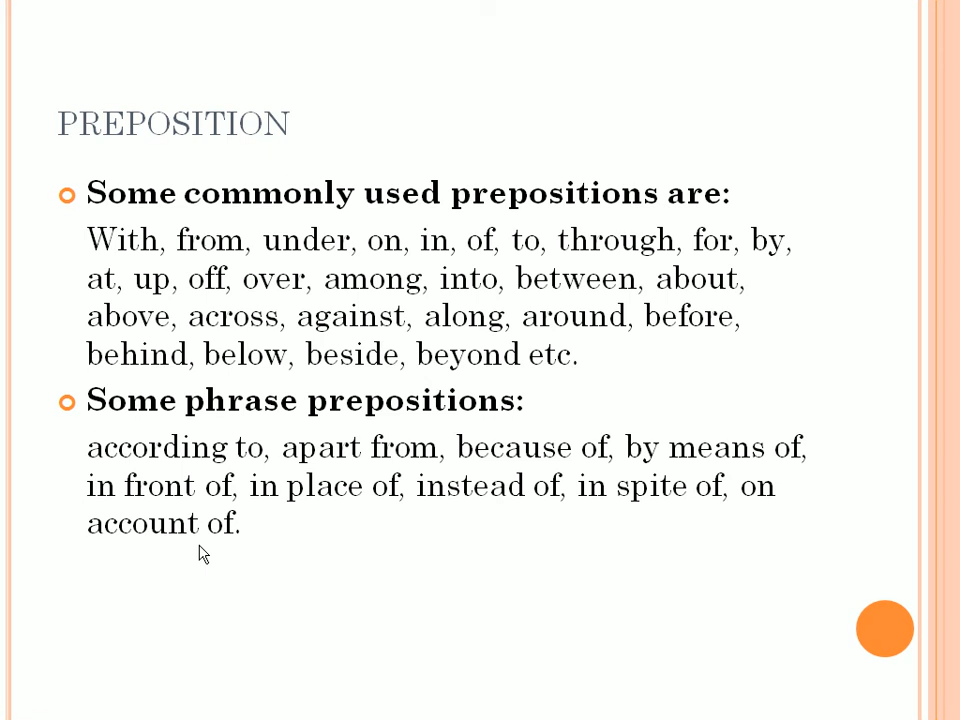 PREPOSITION
Some commonly used prepositions are:
With, from, under, on, in, of, to, through, for, by,
at, up, off, over, among, into, between, about,
above, across, against, along, around, before,
behind, below, beside, beyond etc.
Some phrase prepositions:
according to, apart from, because of, by means of,
in front of, in place of, instead of, in spite of, on
account of.